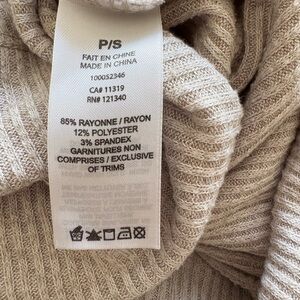 P/S
FAIT EN CHINE
MADE IN CHINA
100052346
CA# 11319
RN# 121340
85% RAYONNE / RAYON
12% POLYESTER
3% SPANDEX
GARNITURES NON
COMPRISES / EXCLUSIVE
OF TRIMS